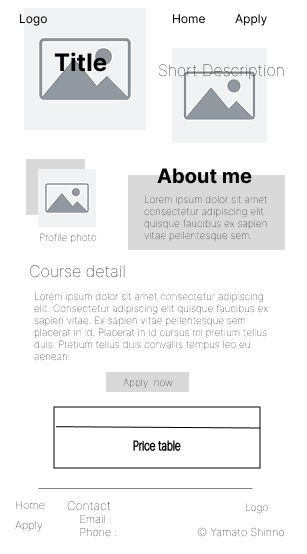 Logo
Home
Apply
Title
Short Description
About me
Lorem ipsum dolor sit amet
consectetur adipiscing elit
quisque faucibus ex sapien
vitae pellentesque sem.
Profile photo
Course detail
Lorem ipsum dolor sit amet consectetur adipiscing
elit. Consectetur adipiscing elit quisque faucibus ex
sapien vitae. Ex sapien vitae pellentesque sem
placerat in id. Placerat in id cursus mi pretium tellus
duis. Pretium tellus duis convallis tempus leo eu
aenean.
Apply now
Price table
Home
Contact
Logo
Email :
Apply
Phone :
© Yamato Shinno